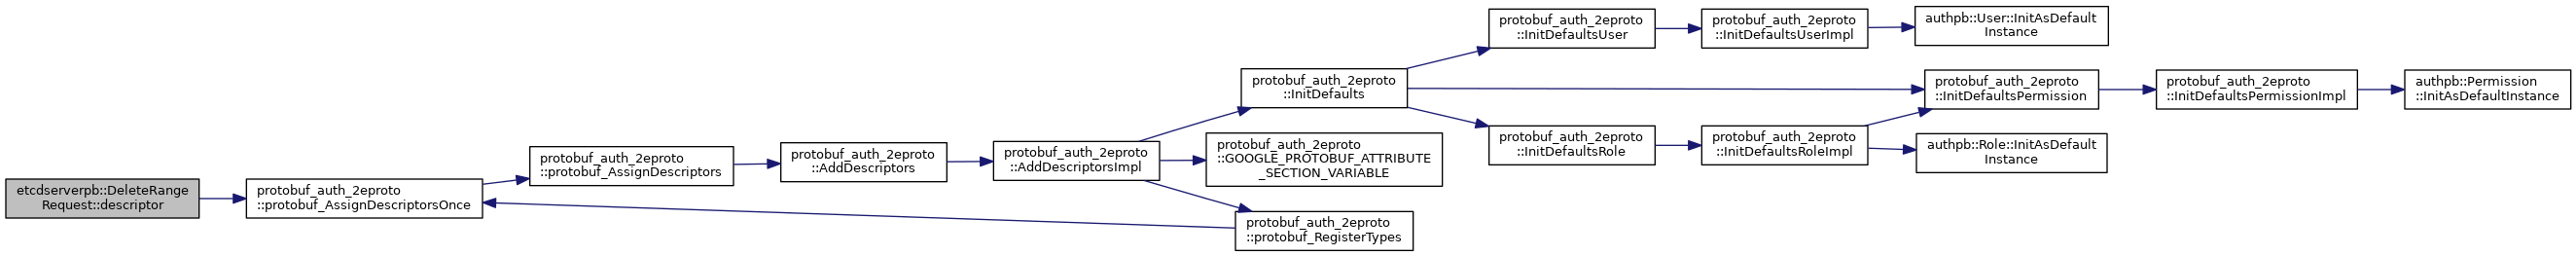 etcdserverpb::DeleteRange
Request::descriptor
protobuf_auth_2eproto
::protobuf_AssignDescriptorsOnce
protobuf_auth_2eproto
::protobuf_AssignDescriptors
protobuf_auth_2eproto
::AddDescriptors
protobuf_auth_2eproto
::AddDescriptorsImpl
protobuf_auth_2eproto
::InitDefaults
protobuf_auth_2eproto
::GOOGLE_PROTOBUF_ATTRIBUTE
_SECTION_VARIABLE
protobuf_auth_2eproto
::protobuf_RegisterTypes
protobuf_auth_2eproto
::InitDefaultsUser
protobuf_auth_2eproto
::InitDefaultsUserImpl
authpb::User::InitAsDefault
Instance
protobuf_auth_2eproto
::InitDefaultsRole
protobuf_auth_2eproto
::InitDefaultsRoleImpl
protobuf_auth_2eproto
::InitDefaultsPermission
authpb::Role::InitAsDefault
Instance
protobuf_auth_2eproto
::InitDefaultsPermissionImpl
authpb::Permission
::InitAsDefaultInstance